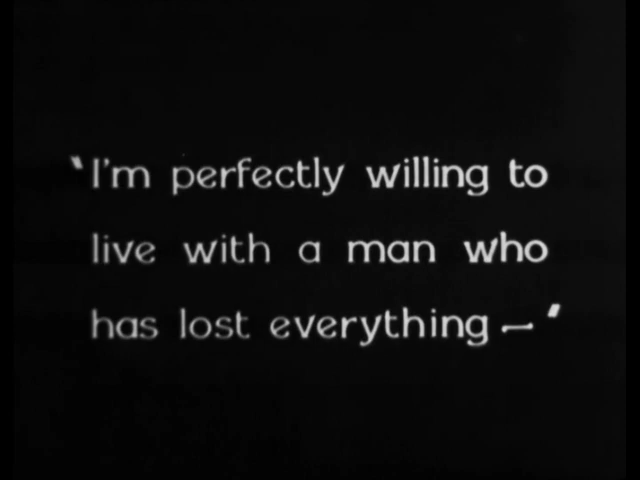 'I'm perfectly willing to
live with a man who
has lost everything —'